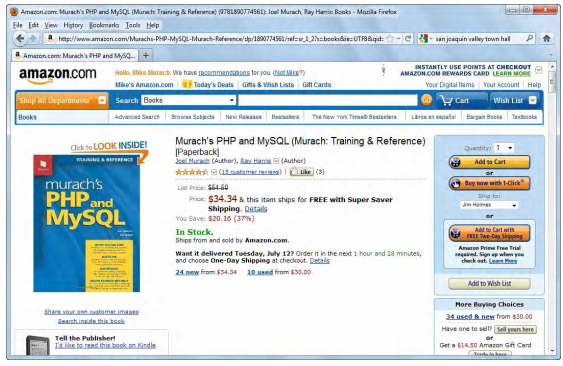 Amazon.com: Murach's PHP and MySQL (Murach: Training & Reference) (9781890774561): Joel Murach, Ray Harris: Books - Mozilla Firefox
File Edit View History Bookmarks Tools Help
http://www.amazon.com/Murachs-PHP-MySQL-Murach-Refrence/dp/1890774561/ref=sr_1_2?s=books&ie=UTF8&qid:
san joaquin valley town hall
Amazon.com: Murach's PHP and MySQ...
amazon.com
Hello, Mike Murach. We have recommendations for you. (Not Mike?)
INSTANTLY USE POINTS AT CHECKOUT
AMAZON.COM REWARDS CARD LEARN MORE
Mike's Amazon.com Today's Deals Gifts & Wish Lists Gift Cards
Your Digital Items Your Account Help
Shop All Departments Search Books GO Cart Wish List
Books Advanced Search Browse Subjects New Releases Bestsellers The New York Times® Bestsellers Libros en español Bargain Books Textbooks
Click to LOOK INSIDE!
TRAINING & REFERENCE
murach's
PHP and
MySQL
Share your own customer images
Search inside this book
Tell the Publisher!
I'd like to read this book on Kindle
Murach's PHP and MySQL (Murach: Training & Reference)
[Paperback]
Joel Murach (Author), Ray Harris (Author)
(13 customer reviews) Like (3)
List Price: $54.50
Price: $34.34 & this item ships for FREE with Super Saver
Shipping. Details
You Save: $20.16 (37%)
In Stock.
Ships from and sold by Amazon.com.
Want it delivered Tuesday, July 12? Order it in the next 1 hour and 28 minutes,
and choose One-Day Shipping at checkout. Details
24 new from $34.34 10 used from $30.00
Quantity: 1
Add to Cart
or
Buy now with 1-Click®
Ship to:
Jim Holmes
or
Add to Cart with
FREE Two-Day Shipping
Amazon Prime Free Trial
required. Sign up when you
check out. Learn More
Add to Wish List
More Buying Choices
34 used & new from $30.00
Have one to sell? Sell yours here
or
Get a $14.50 Amazon Gift Card
Trade in here